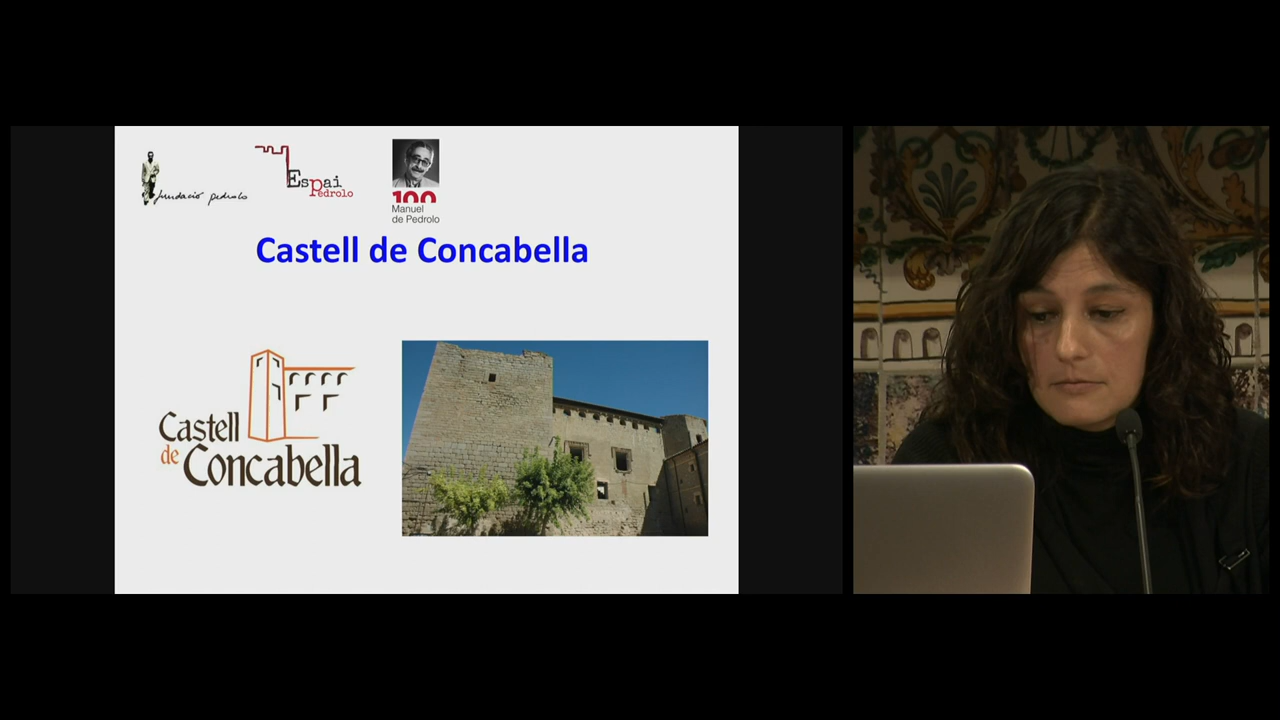 fundació pedrolo
Espai
Pedrolo
100
Manuel
de Pedrolo
Castell de Concabella
Castell
de Concabella